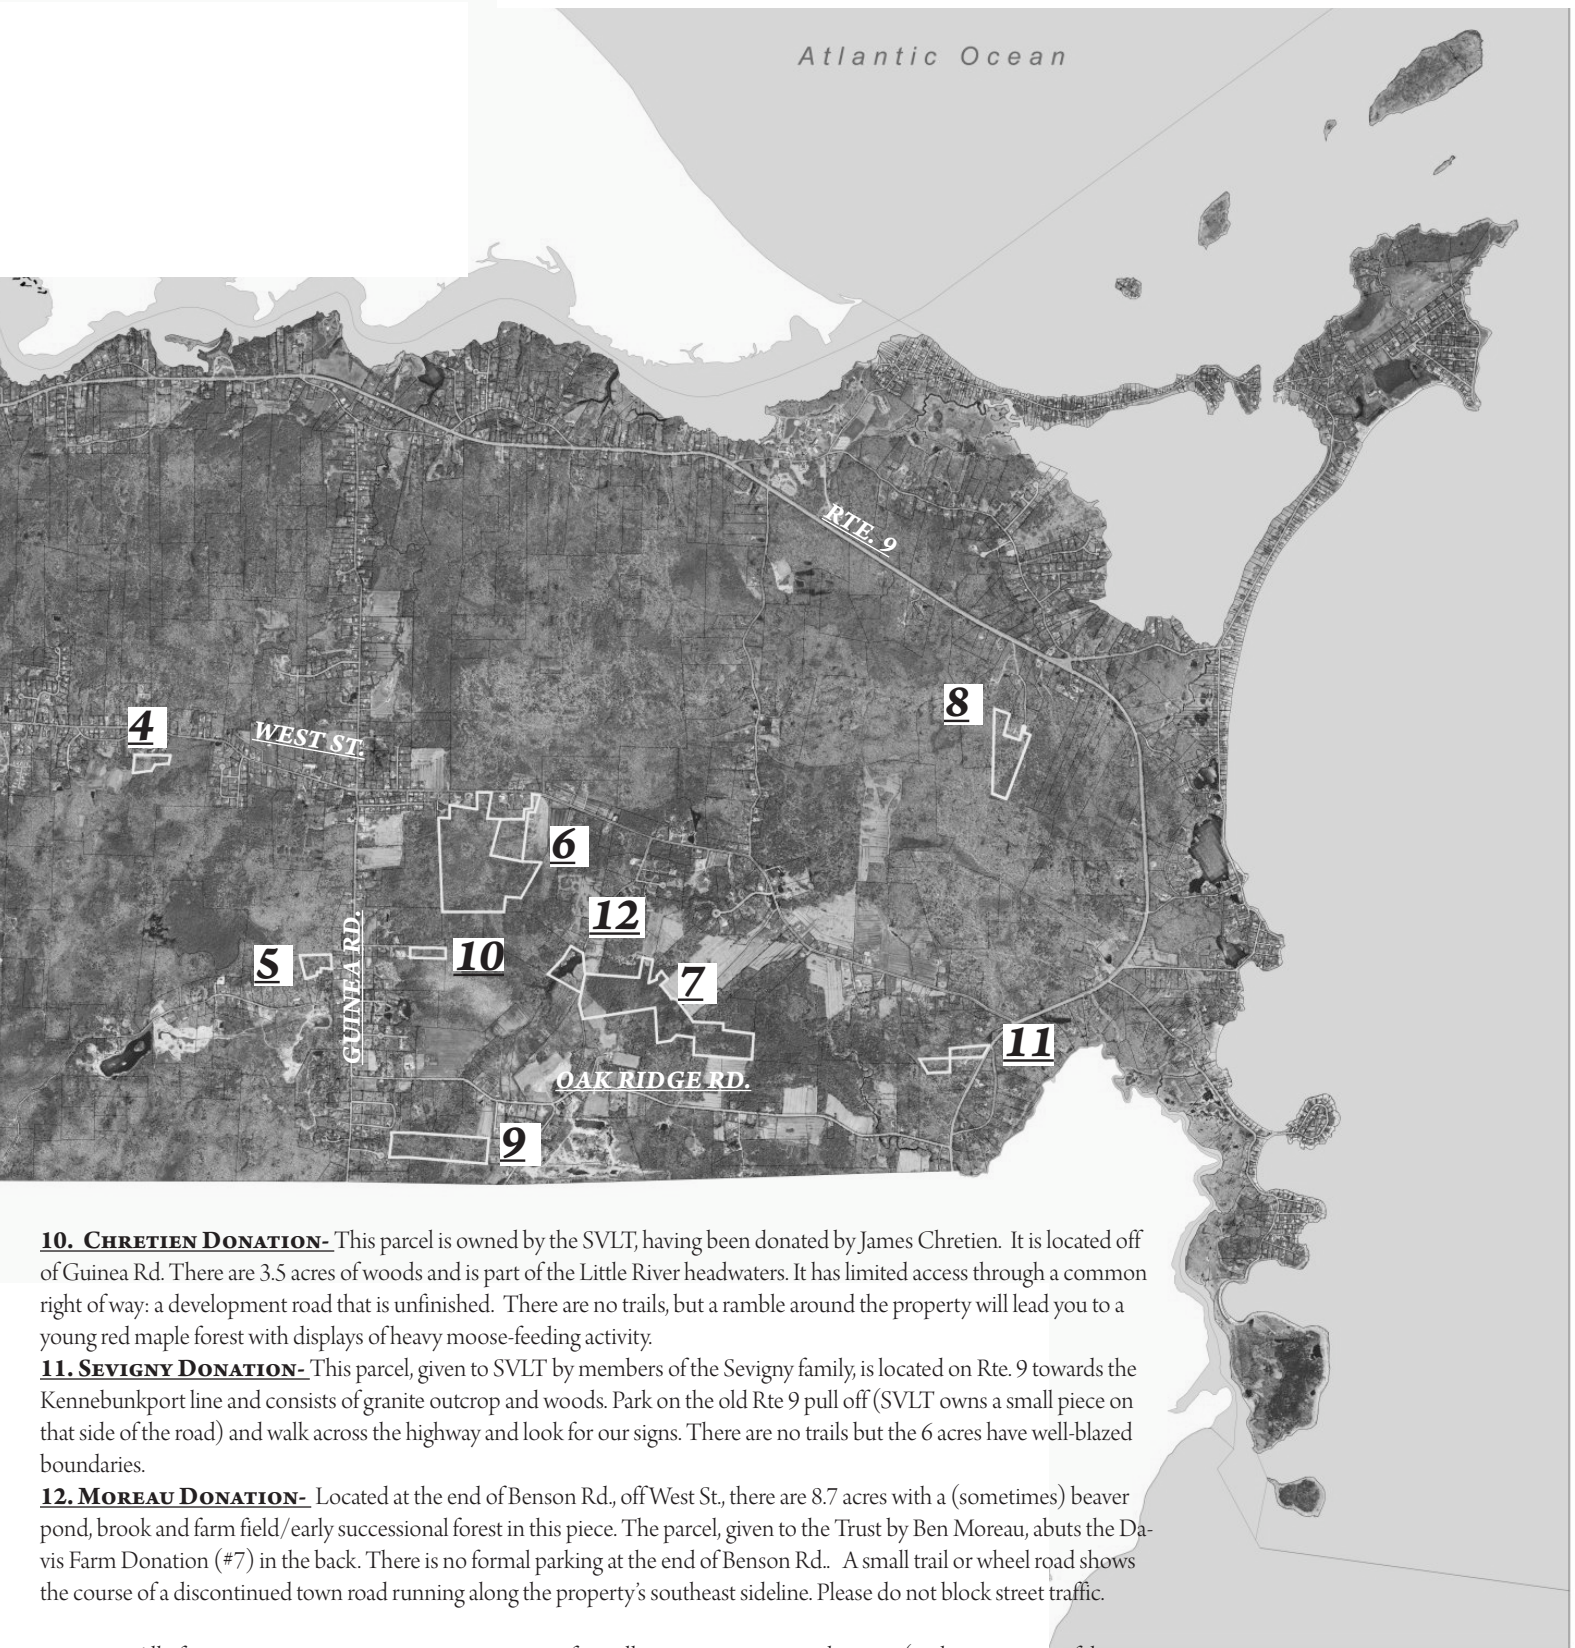 Atlantic Ocean
RTE. 9
8
4
WEST ST.
6
12
5
10
GUINEA RD.
7
11
OAK RIDGE RD.
9
10. Chretien Donation- This parcel is owned by the SVLT, having been donated by James Chretien. It is located off
of Guinea Rd. There are 3.5 acres of woods and is part of the Little River headwaters. It has limited access through a common
right of way: a development road that is unfinished. There are no trails, but a ramble around the property will lead you to a
young red maple forest with displays of heavy moose-feeding activity.
11. Sevigny Donation- This parcel, given to SVLT by members of the Sevigny family, is located on Rte. 9 towards the
Kennebunkport line and consists of granite outcrop and woods. Park on the old Rte 9 pull off (SVLT owns a small piece on
that side of the road) and walk across the highway and look for our signs. There are no trails but the 6 acres have well-blazed
boundaries.
12. Moreau Donation- Located at the end of Benson Rd., off West St., there are 8.7 acres with a (sometimes) beaver
pond, brook and farm field/early successional forest in this piece. The parcel, given to the Trust by Ben Moreau, abuts the Da-
vis Farm Donation (#7) in the back. There is no formal parking at the end of Benson Rd.. A small trail or wheel road shows
the course of a discontinued town road running along the property's southeast sideline. Please do not block street traffic.